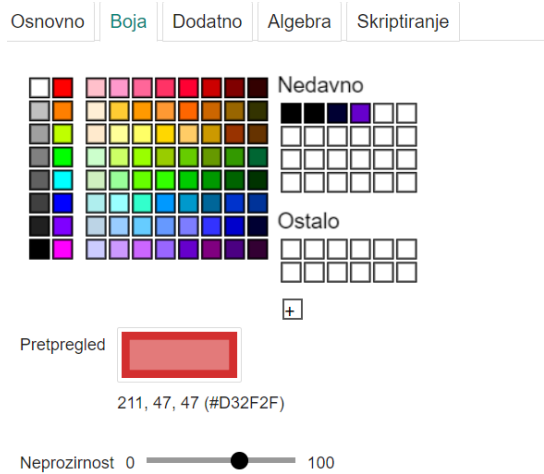 Osnovno Boja Dodatno Algebra Skriptiranje
Nedavno
Ostalo
+
Pretpregled
211, 47, 47 (#D32F2F)
Neprozirnost 0 100